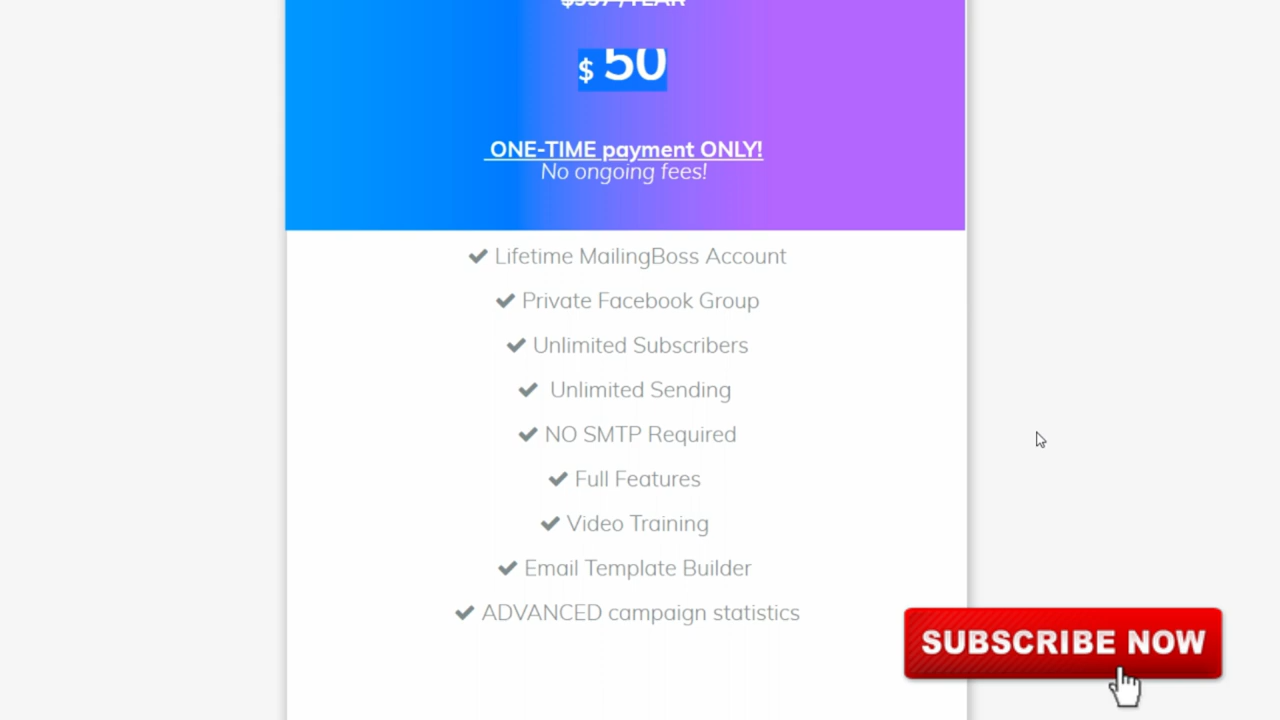 $ 50
ONE-TIME payment ONLY!
No ongoing fees!
Lifetime MailingBoss Account
Private Facebook Group
Unlimited Subscribers
Unlimited Sending
NO SMTP Required
Full Features
Video Training
Email Template Builder
ADVANCED campaign statistics
SUBSCRIBE NOW